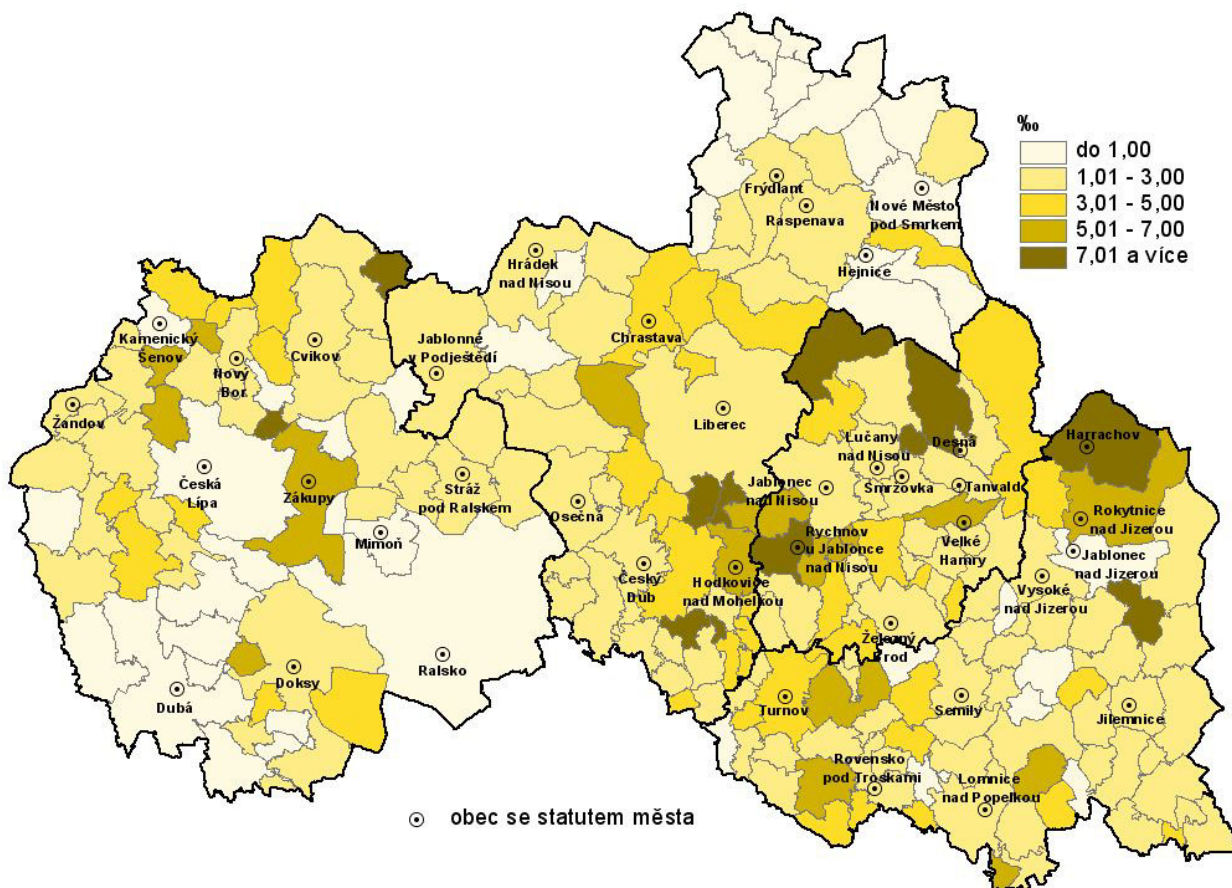 ‰
do 1,00
1,01 - 3,00
3,01 - 5,00
5,01 - 7,00
7,01 a více
Frýdlant
Raspenava
Nové Město
pod Smrkem
Hejnice
Hrádek
nad Nisou
Chrastava
Jablonné
v Podještědí
Kamenický
Šenov
Nový
Bor
Cvikov
Žandov
Liberec
Lučany
nad Nisou
Desná
Harrachov
Česká
Lípa
Zákupy
Stráž
pod Ralskem
Osečná
Jablonec
nad Nisou
Smržovka
Tanvald
Rokytnice
nad Jizerou
Mimoň
Rychnov
u Jablonce
nad Nisou
Velké
Hamry
Jablonec
nad Jizerou
Český
Dub
Hodkovice
nad Mohelkou
Vysoké
nad Jizerou
Železný
Brod
Ralsko
Doksy
Dubá
Turnov
Semily
Jilemnice
Rovensko
pod Troskami
Lomnice
nad Popelkou
obec se statutem města